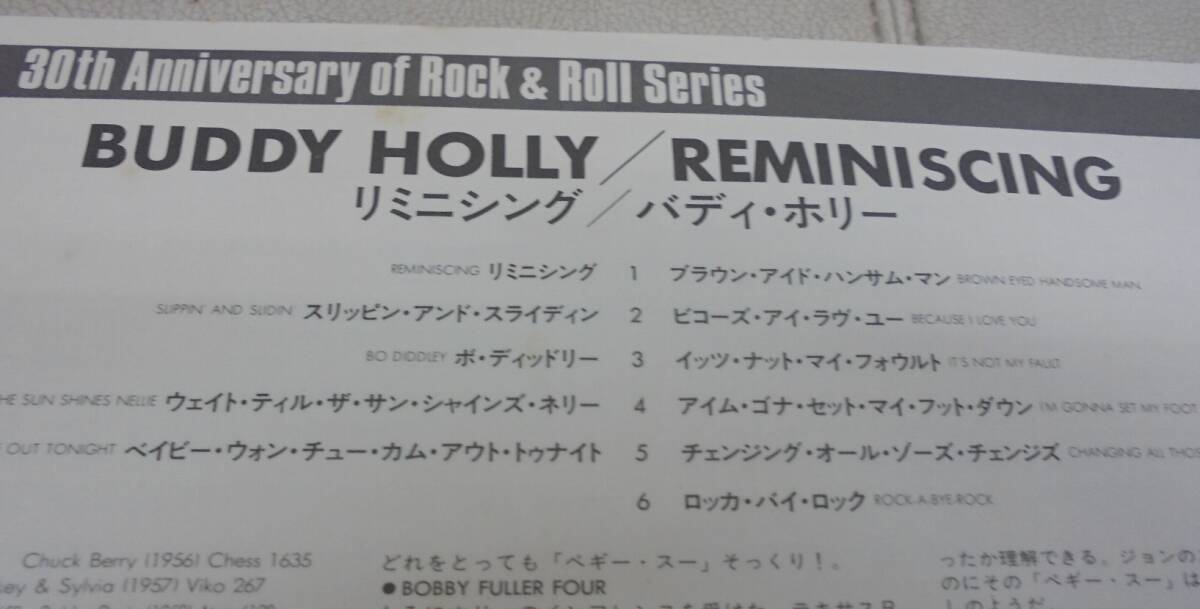 30th Anniversary of Rock & Roll Series
BUDDY HOLLY／REMINISCING
リミニシング／バディ・ホリー
REMINISCING リミニシング 1 ブラウン・アイド・ハンサム・マン BROWN EYED HANDSOME MAN
SLIPPIN' AND SLIDIN' スリッピン・アンド・スライディン 2 ビコーズ・アイ・ラヴ・ユー BECAUSE I LOVE YOU
BO DIDDLEY ボ・ディッドリー 3 イッツ・ナット・マイ・フォウルト IT'S NOT MY FAULT
THE SUN SHINES NELLIE ウェイト・ティル・ザ・サン・シャインズ・ネリー 4 アイム・ゴナ・セット・マイ・フット・ダウン I'M GONNA SET MY FOOT
OUT TONIGHT ベイビー・ウォン・チュー・カム・アウト・トゥナイト 5 チェンジング・オール・ゾーズ・チェンジズ CHANGING ALL THOS
6 ロッカ・バイ・ロック ROCK-A-BYE-ROCK
Chuck Berry (1956) Chess 1635
ey & Sylvia (1957) Viko 267
どれをとっても「ペギー・スー」そっくり！。
● BOBBY FULLER FOUR
ったか理解できる。ジョンの
のにその「ペギー・スー」は
しのようだ